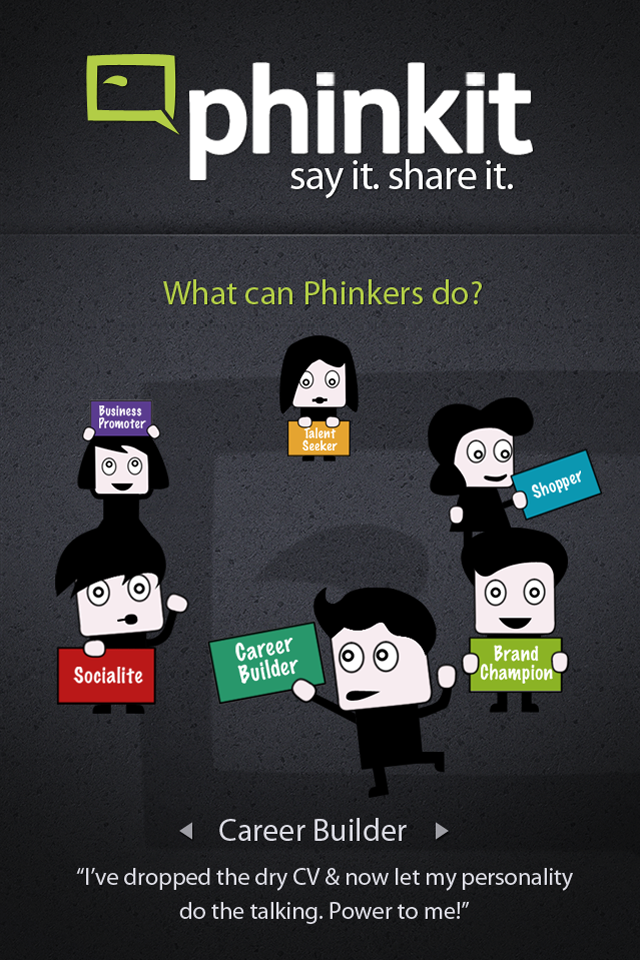 phinkit
say it. share it.
What can Phinkers do?
Business
Promoter
Talent
Seeker
Shopper
Socialite
Career
Builder
Brand
Champion
Career Builder
“I’ve dropped the dry CV & now let my personality
do the talking. Power to me!”